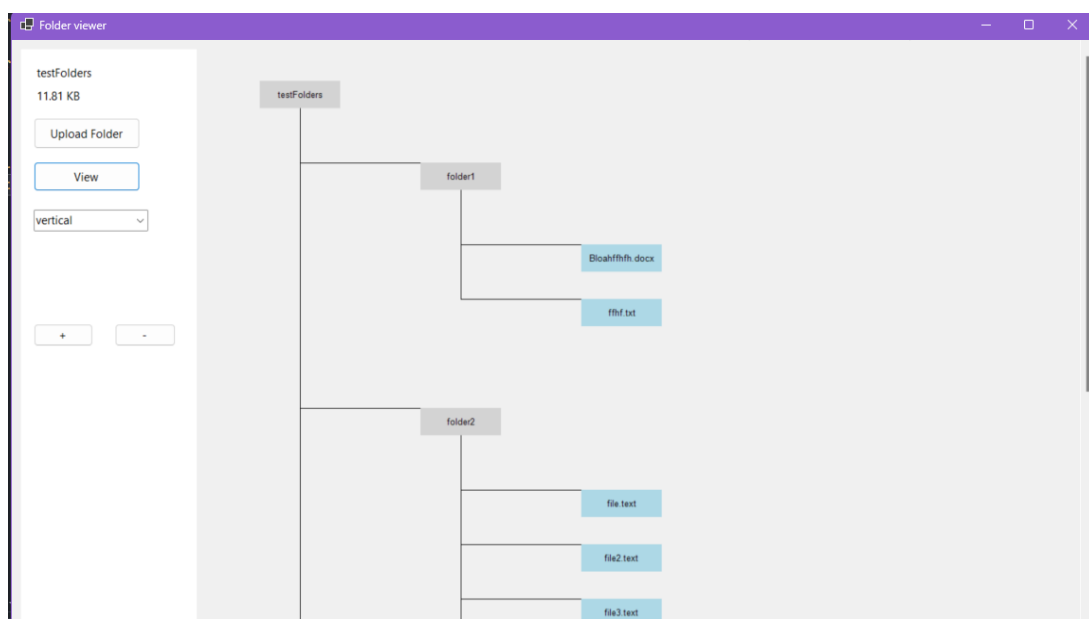 Folder viewer
testFolders
11.81 KB
Upload Folder
View
vertical
+ -
testFolders
folder1
Bloahffhfh.docx
ffhf.txt
folder2
file.text
file2.text
file3.text